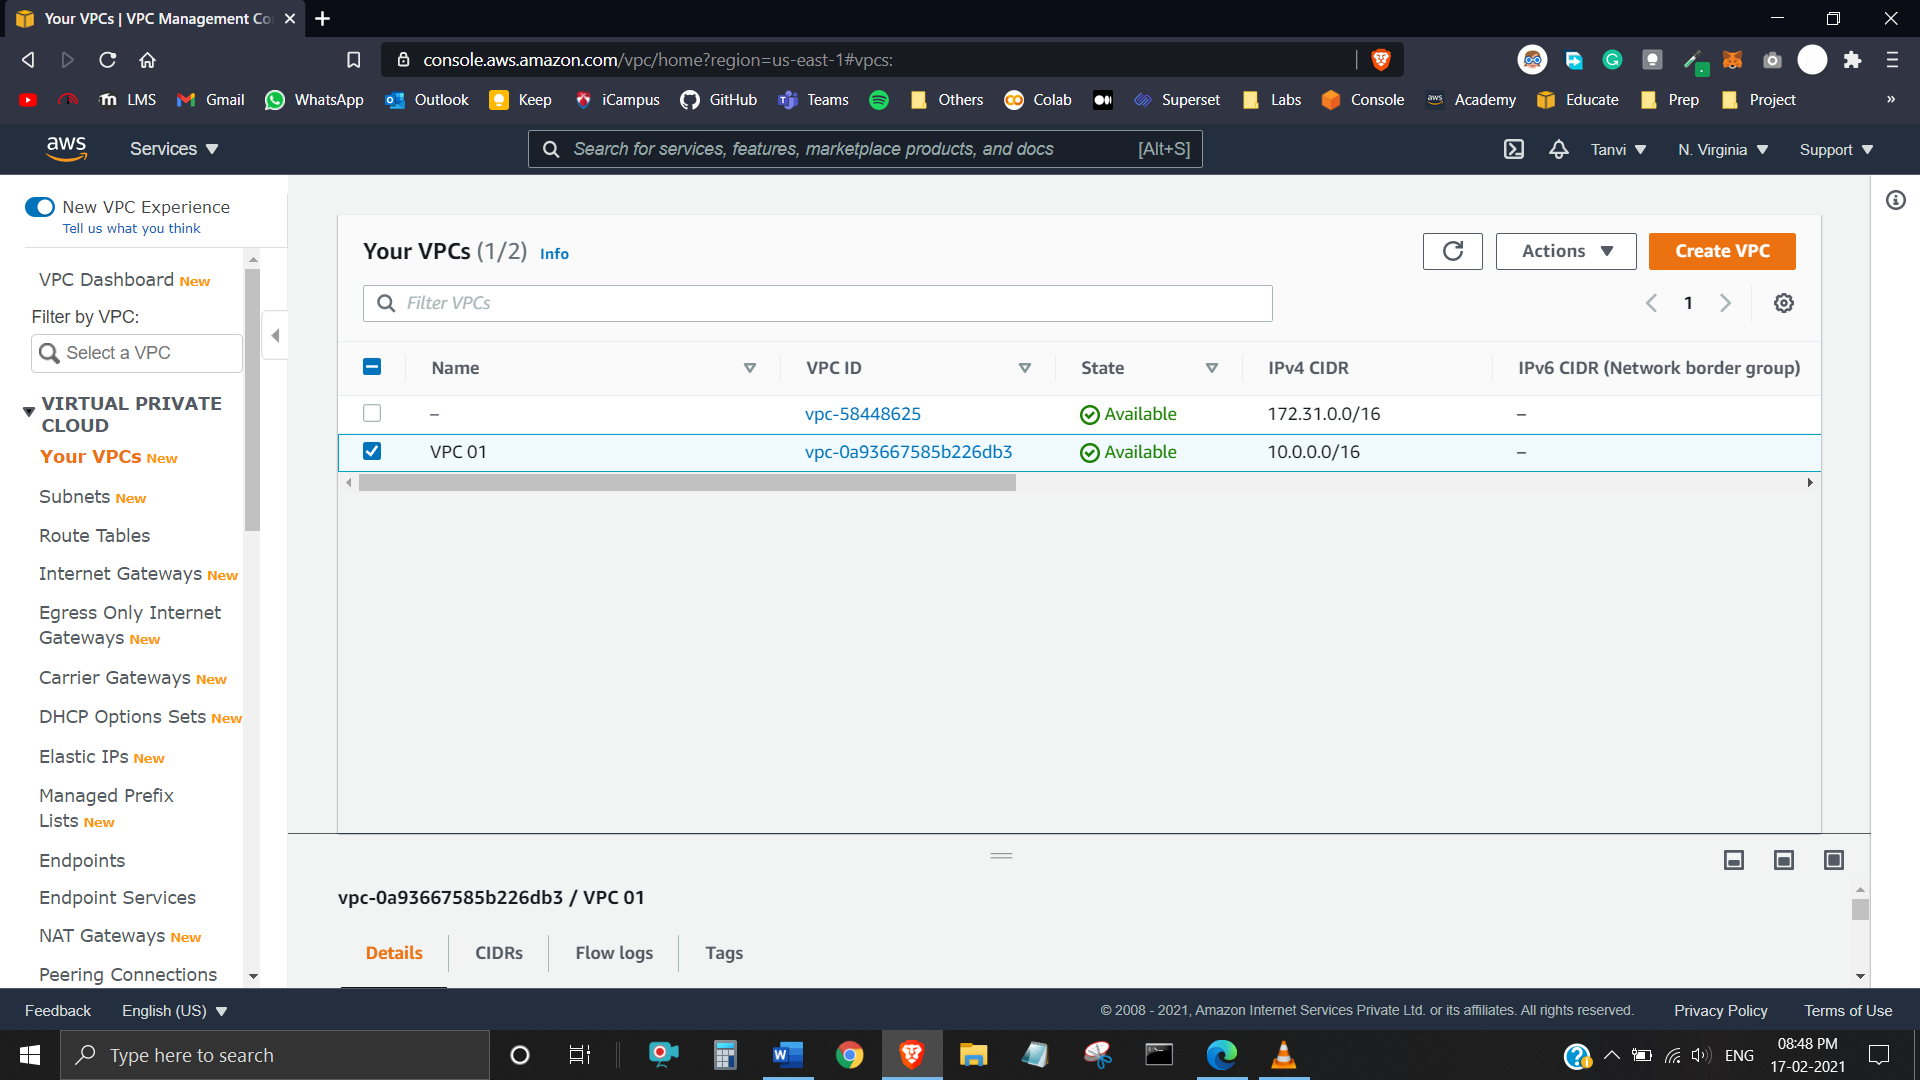 Your VPCs | VPC Management Co
console.aws.amazon.com/vpc/home?region=us-east-1#vpcs:
LMS Gmail WhatsApp Outlook Keep iCampus GitHub Teams Others Colab Superset Labs Console Academy Educate Prep Project »
aws Services Search for services, features, marketplace products, and docs [Alt+S] Tanvi N. Virginia Support
New VPC Experience
Tell us what you think
VPC Dashboard New
Filter by VPC:
Select a VPC
VIRTUAL PRIVATE
CLOUD
Your VPCs New
Subnets New
Route Tables
Internet Gateways New
Egress Only Internet
Gateways New
Carrier Gateways New
DHCP Options Sets New
Elastic IPs New
Managed Prefix
Lists New
Endpoints
Endpoint Services
NAT Gateways New
Peering Connections
Your VPCs (1/2) Info
Actions
Create VPC
Filter VPCs
1
Name VPC ID State IPv4 CIDR IPv6 CIDR (Network border group)
– vpc-58448625 Available 172.31.0.0/16 –
VPC 01 vpc-0a93667585b226db3 Available 10.0.0.0/16 –
vpc-0a93667585b226db3 / VPC 01
Details CIDRs Flow logs Tags
Feedback English (US) © 2008 - 2021, Amazon Internet Services Private Ltd. or its affiliates. All rights reserved. Privacy Policy Terms of Use
Type here to search
ENG
08:48 PM
17-02-2021